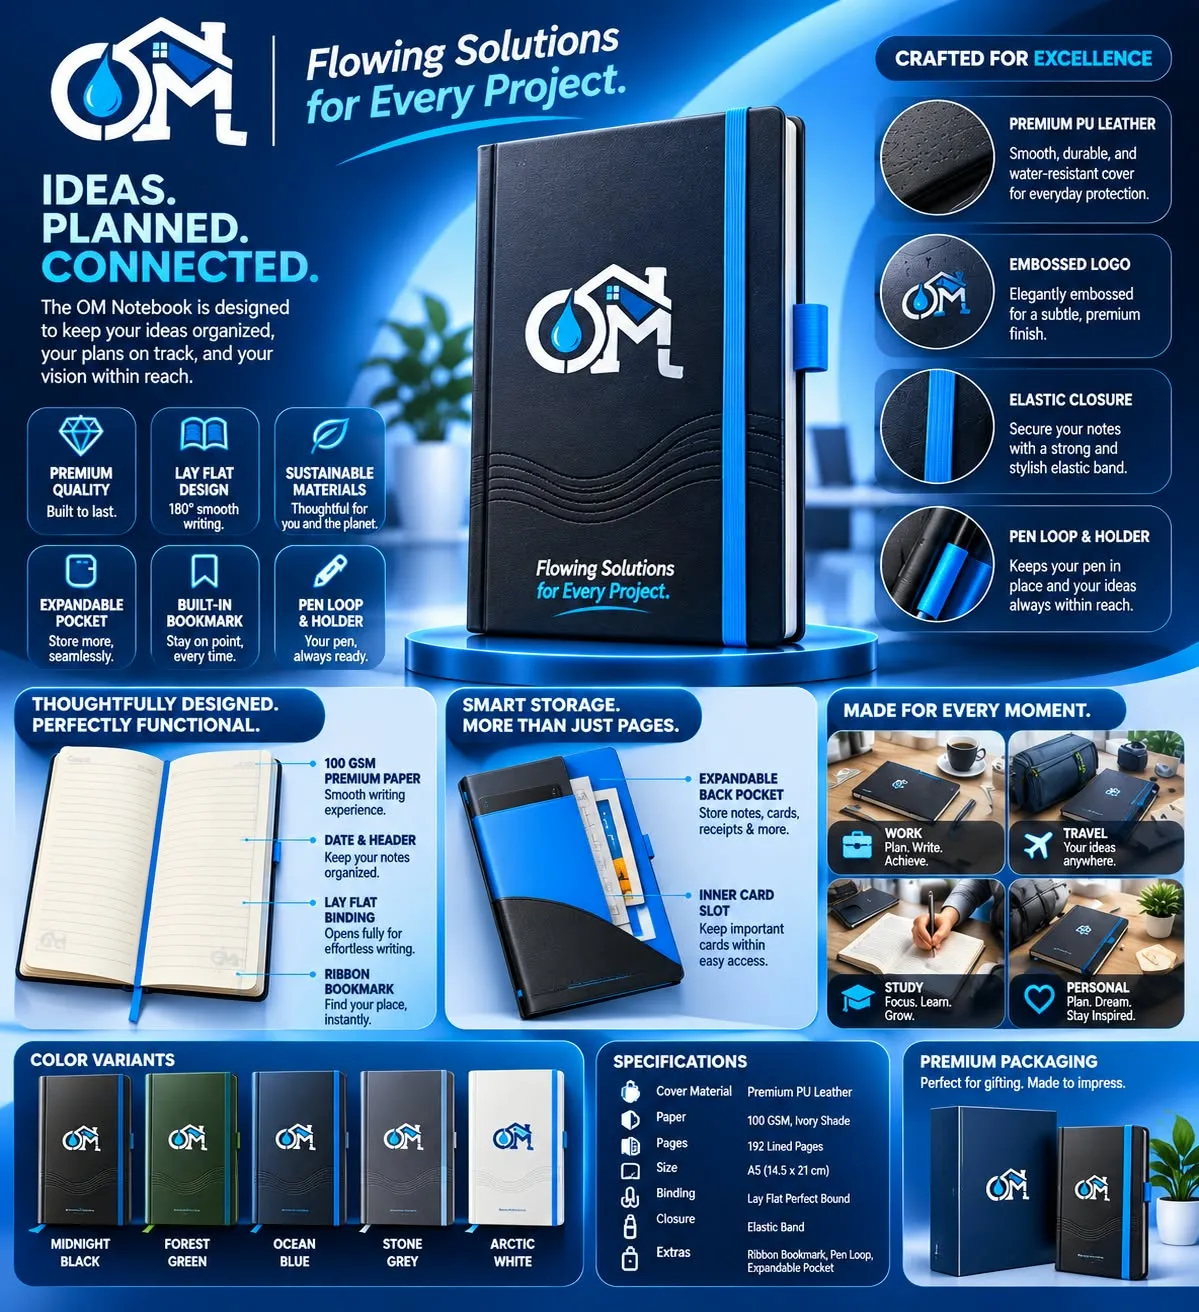 OM
Flowing Solutions
for Every Project.
IDEAS.
PLANNED.
CONNECTED.
The OM Notebook is designed
to keep your ideas organized,
your plans on track, and your
vision within reach.
PREMIUM
QUALITY
Built to last.
LAY FLAT
DESIGN
180° smooth
writing.
SUSTAINABLE
MATERIALS
Thoughtful for
you and the planet.
EXPANDABLE
POCKET
Store more,
seamlessly.
BUILT-IN
BOOKMARK
Stay on point,
every time.
PEN LOOP
& HOLDER
Your pen,
always ready.
OM
Flowing Solutions
for Every Project.
CRAFTED FOR EXCELLENCE
PREMIUM PU LEATHER
Smooth, durable, and
water-resistant cover
for everyday protection.
OM
EMBOSSED LOGO
Elegantly embossed
for a subtle, premium
finish.
ELASTIC CLOSURE
Secure your notes
with a strong and
stylish elastic band.
PEN LOOP & HOLDER
Keeps your pen in
place and your ideas
always within reach.
THOUGHTFULLY DESIGNED.
PERFECTLY FUNCTIONAL.
100 GSM
PREMIUM PAPER
Smooth writing
experience.
DATE & HEADER
Keep your notes
organized.
LAY FLAT
BINDING
Opens fully for
effortless writing.
RIBBON
BOOKMARK
Find your place,
instantly.
SMART STORAGE.
MORE THAN JUST PAGES.
EXPANDABLE
BACK POCKET
Store notes, cards,
receipts & more.
INNER CARD
SLOT
Keep important
cards within
easy access.
MADE FOR EVERY MOMENT.
WORK
Plan. Write.
Achieve.
TRAVEL
Your ideas
anywhere.
STUDY
Focus. Learn.
Grow.
PERSONAL
Plan. Dream.
Stay Inspired.
COLOR VARIANTS
OM
OM
OM
OM
OM
MIDNIGHT
BLACK
FOREST
GREEN
OCEAN
BLUE
STONE
GREY
ARCTIC
WHITE
SPECIFICATIONS
Cover Material Premium PU Leather
Paper 100 GSM, Ivory Shade
Pages 192 Lined Pages
Size A5 (14.5 x 21 cm)
Binding Lay Flat Perfect Bound
Closure Elastic Band
Extras Ribbon Bookmark, Pen Loop,
Expandable Pocket
PREMIUM PACKAGING
Perfect for gifting. Made to impress.
OM
OM